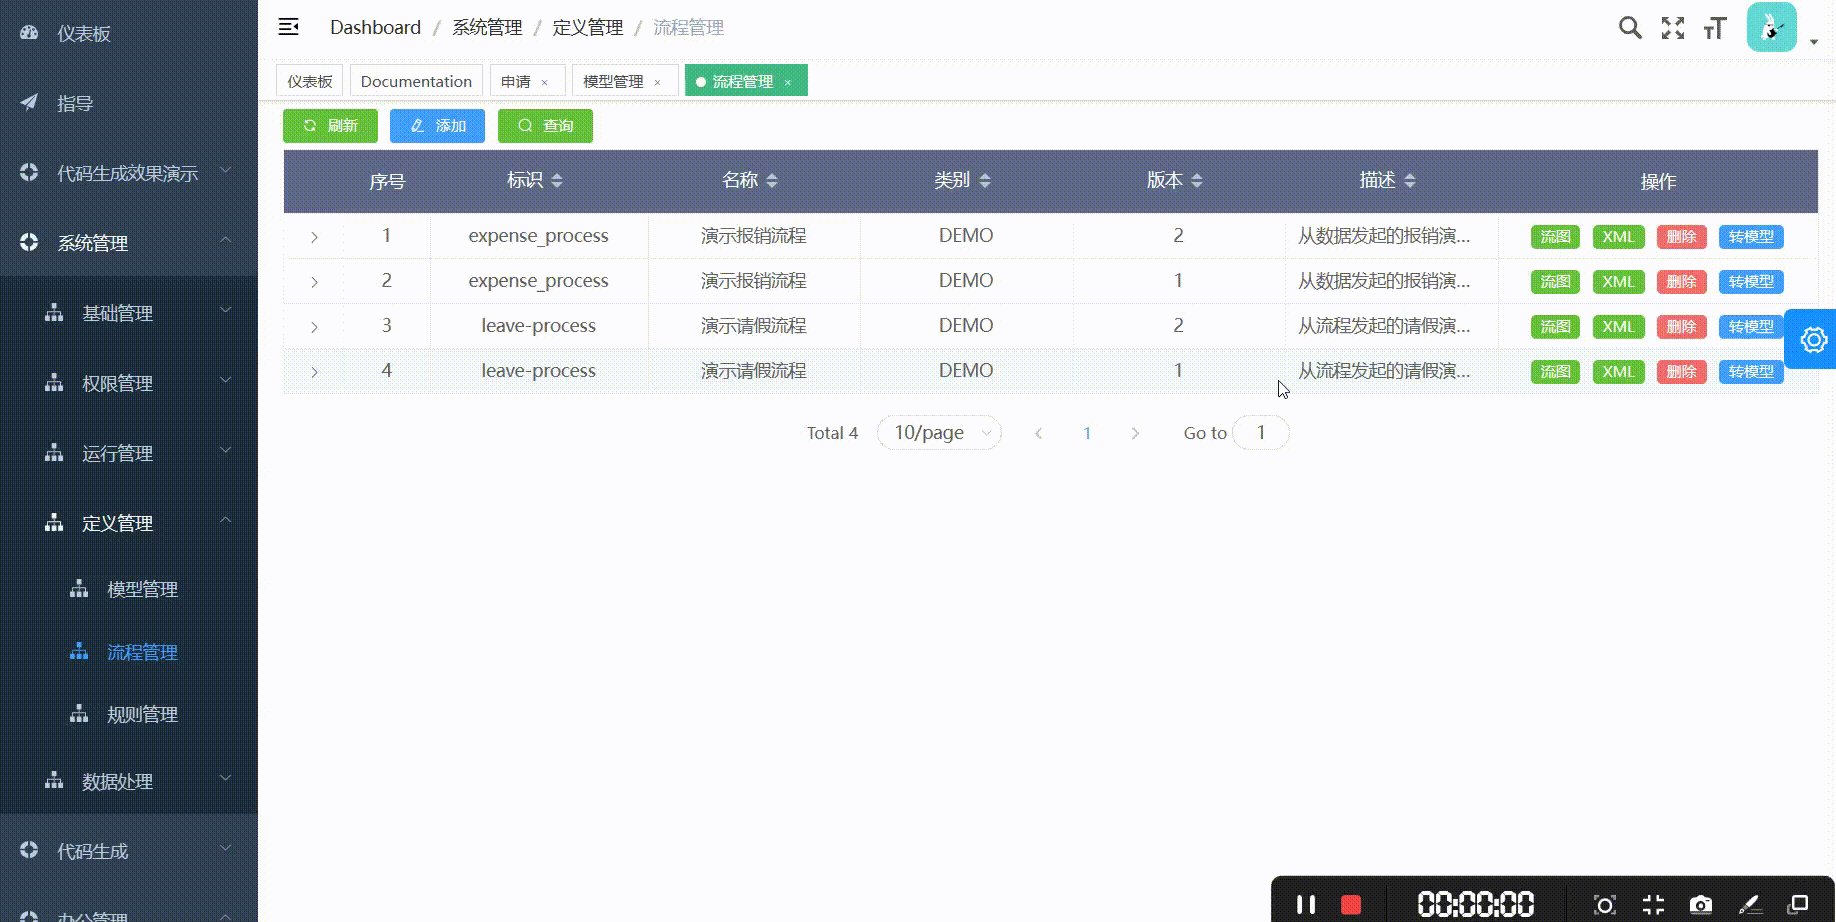 仪表板
指导
代码生成效果演示
系统管理
基础管理
权限管理
运行管理
定义管理
模型管理
流程管理
规则管理
数据处理
代码生成
办公管理
Dashboard / 系统管理 / 定义管理 / 流程管理
仪表板 Documentation 申请 × 模型管理 × 流程管理 ×
刷新 添加 查询
序号 标识 名称 类别 版本 描述 操作
1 expense_process 演示报销流程 DEMO 2 从数据发起的报销演... 流图 XML 删除 转模型
2 expense_process 演示报销流程 DEMO 1 从数据发起的报销演... 流图 XML 删除 转模型
3 leave-process 演示请假流程 DEMO 2 从流程发起的请假演... 流图 XML 删除 转模型
4 leave-process 演示请假流程 DEMO 1 从流程发起的请假演... 流图 XML 删除 转模型
Total 4 10/page 1 Go to 1
00:00:00